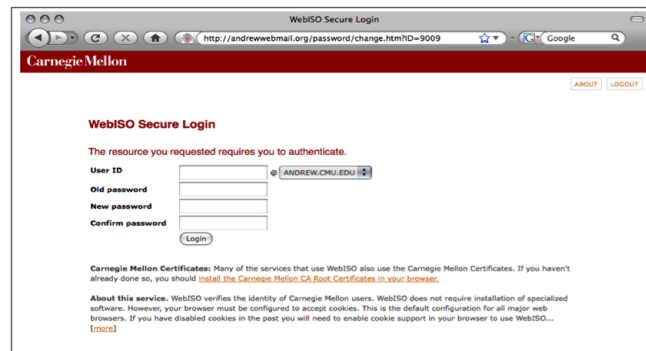 WebISO Secure Login
http://andrewwebmail.org/password/change.htm?ID=9009
Google
Carnegie Mellon
ABOUT LOGOUT
WebISO Secure Login
The resource you requested requires you to authenticate.
User ID @ ANDREW.CMU.EDU
Old password
New password
Confirm password
Login
Carnegie Mellon Certificates: Many of the services that use WebISO also use the Carnegie Mellon Certificates. If you haven't
already done so, you should install the Carnegie Mellon CA Root Certificates in your browser.
About this service. WebISO verifies the identity of Carnegie Mellon users. WebISO does not require installation of specialized
software. However, your browser must be configured to accept cookies. This is the default configuration for all major web
browsers. If you have disabled cookies in the past you will need to enable cookie support in your browser to use WebISO...
[more]